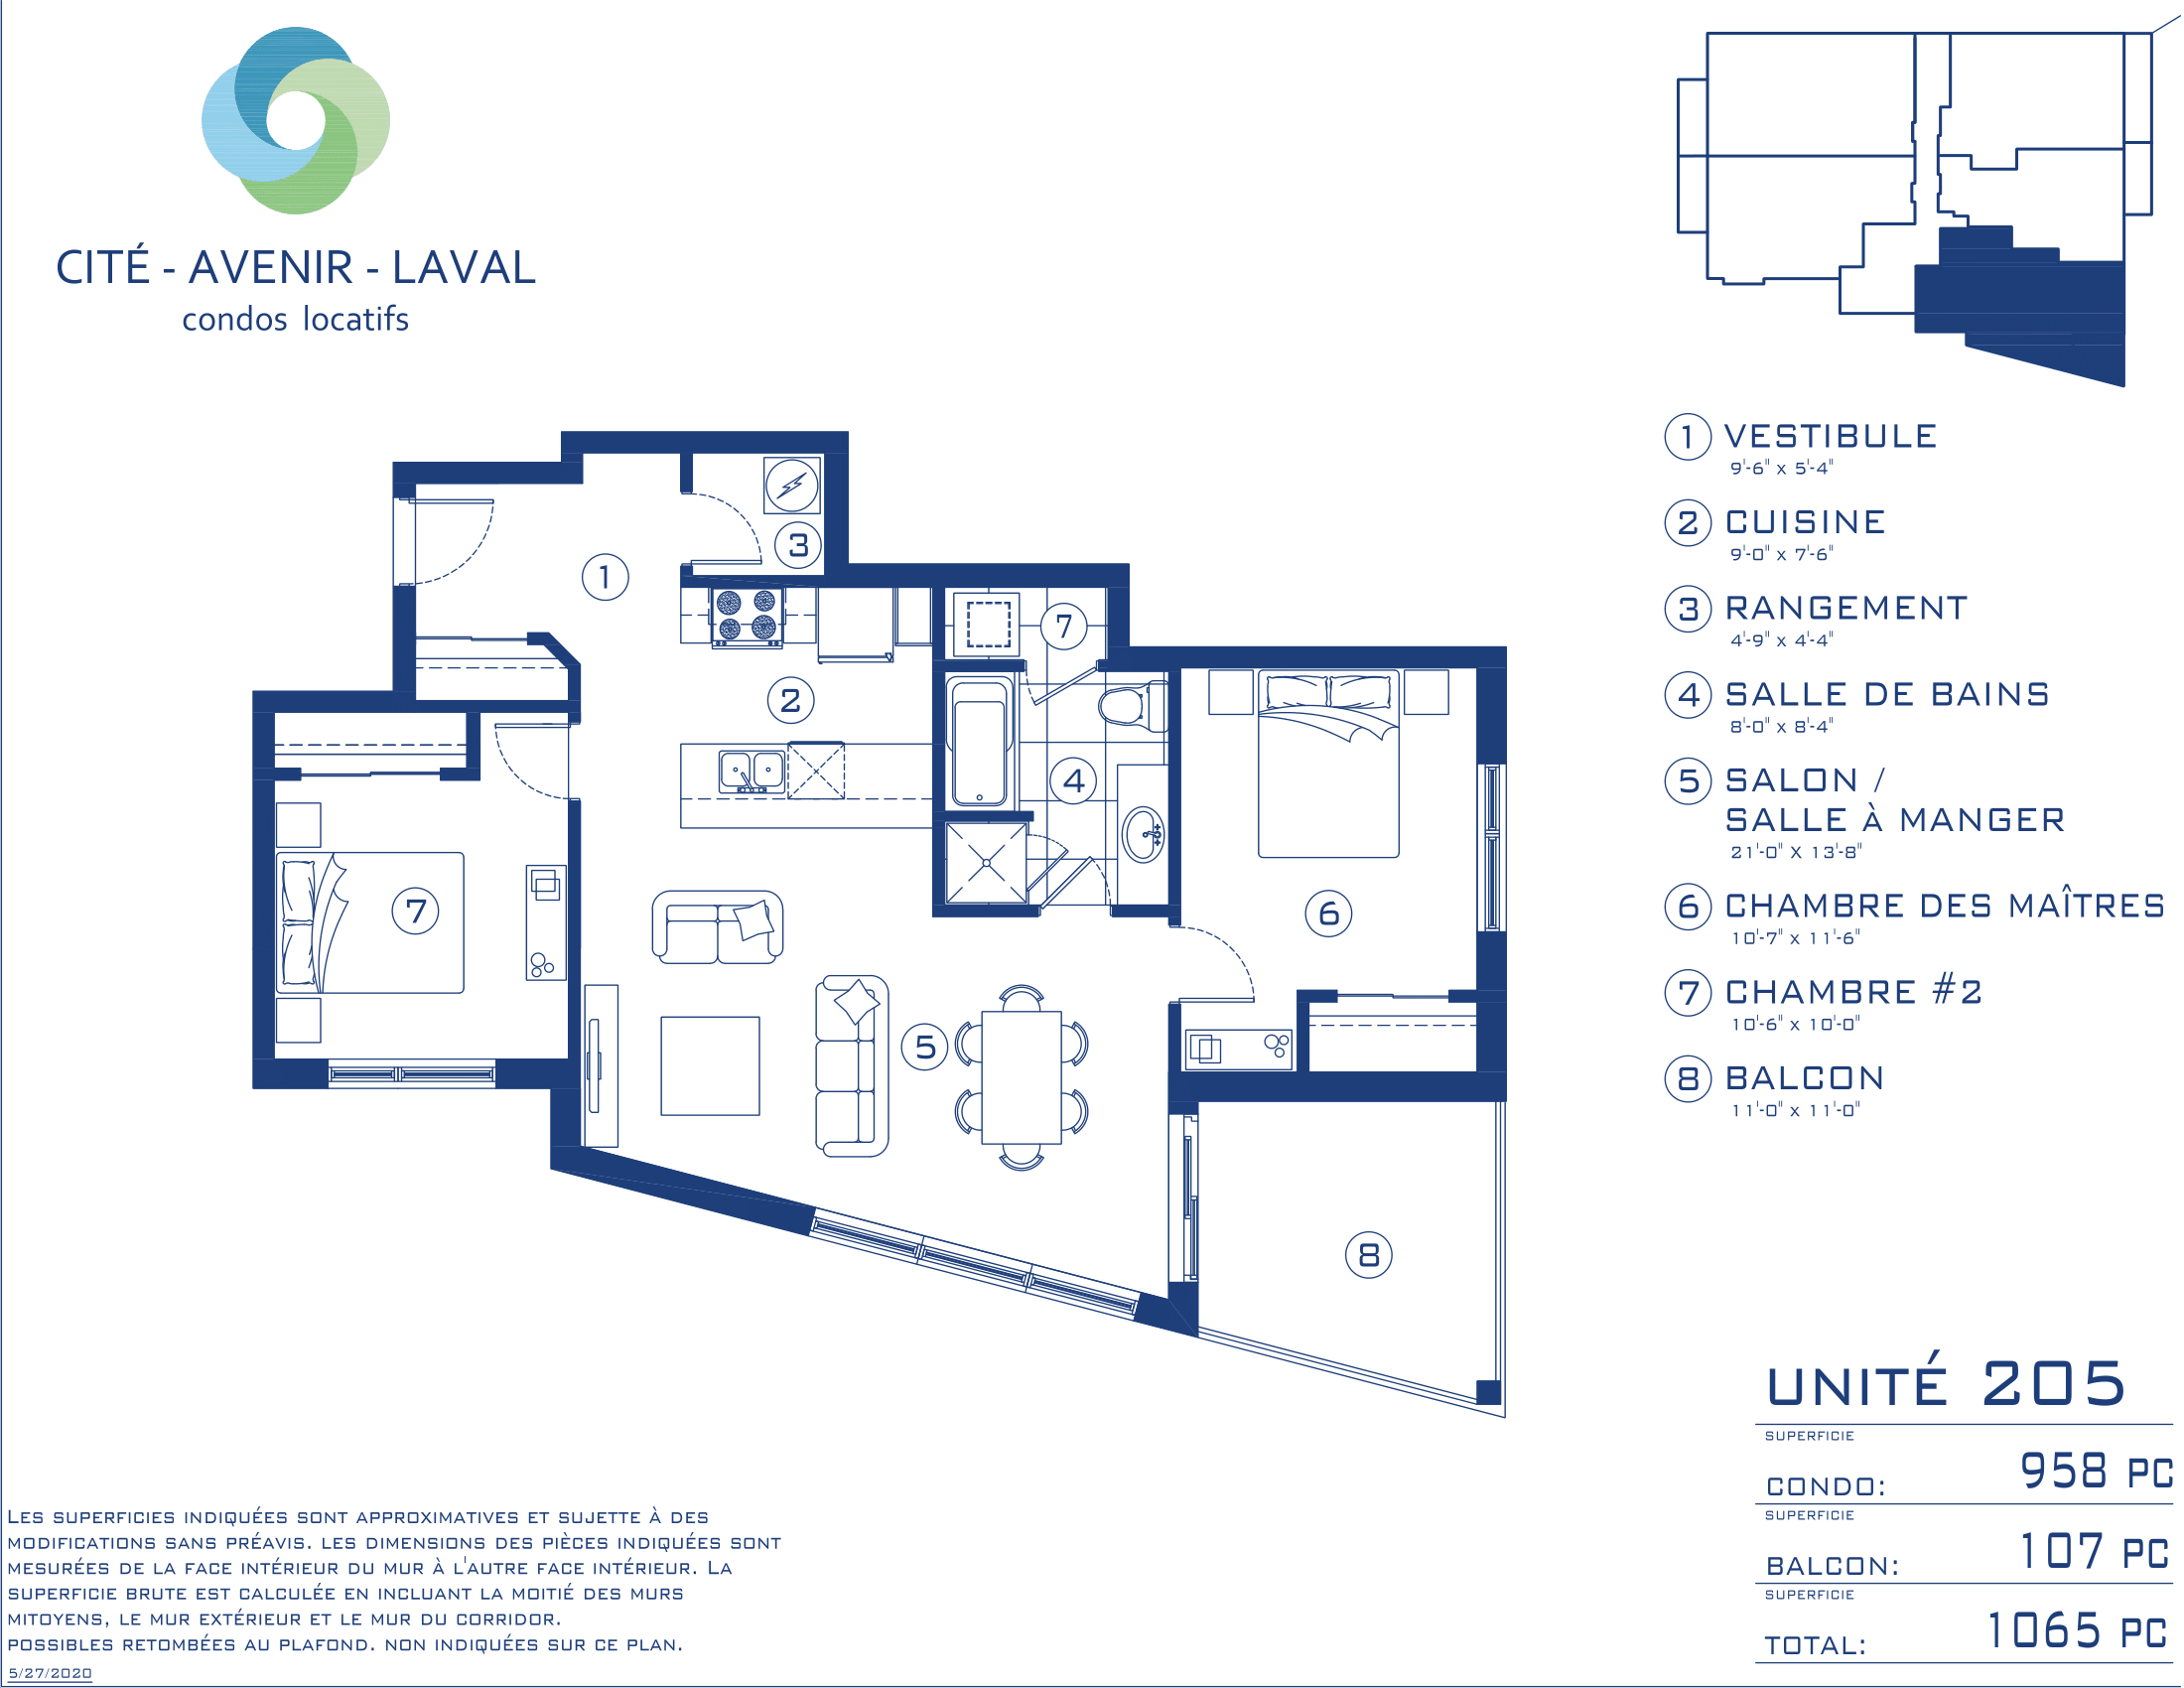 CITÉ - AVENIR - LAVAL
condos locatifs
1 VESTIBULE
9'-6" x 5'-4"
2 CUISINE
9'-0" x 7'-6"
3 RANGEMENT
4'-9" x 4'-4"
4 SALLE DE BAINS
8'-0" x 8'-4"
5 SALON /
SALLE À MANGER
21'-0" X 13'-8"
6 CHAMBRE DES MAÎTRES
10'-7" x 11'-6"
7 CHAMBRE #2
10'-6" x 10'-0"
8 BALCON
11'-0" x 11'-0"
3
1
7
2
4
7
6
5
8
UNITÉ 205
SUPERFICIE
CONDO: 958 PC
SUPERFICIE
BALCON: 107 PC
SUPERFICIE
TOTAL: 1065 PC
LES SUPERFICIES INDIQUÉES SONT APPROXIMATIVES ET SUJETTE À DES
MODIFICATIONS SANS PRÉAVIS. LES DIMENSIONS DES PIÈCES INDIQUÉES SONT
MESURÉES DE LA FACE INTÉRIEUR DU MUR À L'AUTRE FACE INTÉRIEUR. LA
SUPERFICIE BRUTE EST CALCULÉE EN INCLUANT LA MOITIÉ DES MURS
MITOYENS, LE MUR EXTÉRIEUR ET LE MUR DU CORRIDOR.
POSSIBLES RETOMBÉES AU PLAFOND. NON INDIQUÉES SUR CE PLAN.
5/27/2020